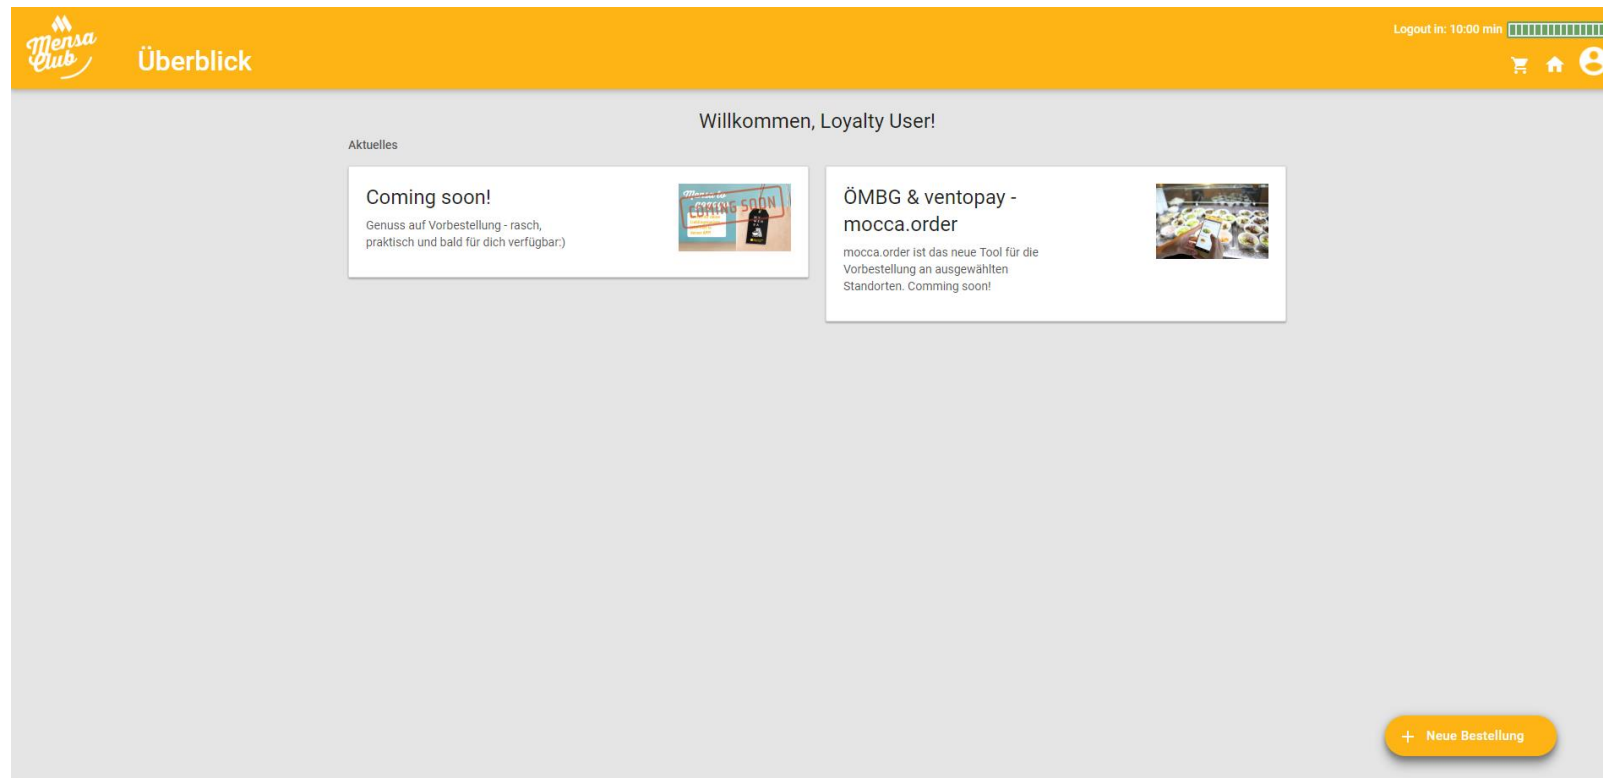 Mensa
Club
Überblick
Logout in: 10:00 min
Willkommen, Loyalty User!
Aktuelles
Coming soon!
Genuss auf Vorbestellung - rasch,
praktisch und bald für dich verfügbar:)
Mensa to
COMING SOON
ÖMBG & ventopay -
mocca.order
mocca.order ist das neue Tool für die
Vorbestellung an ausgewählten
Standorten. Comming soon!
+ Neue Bestellung